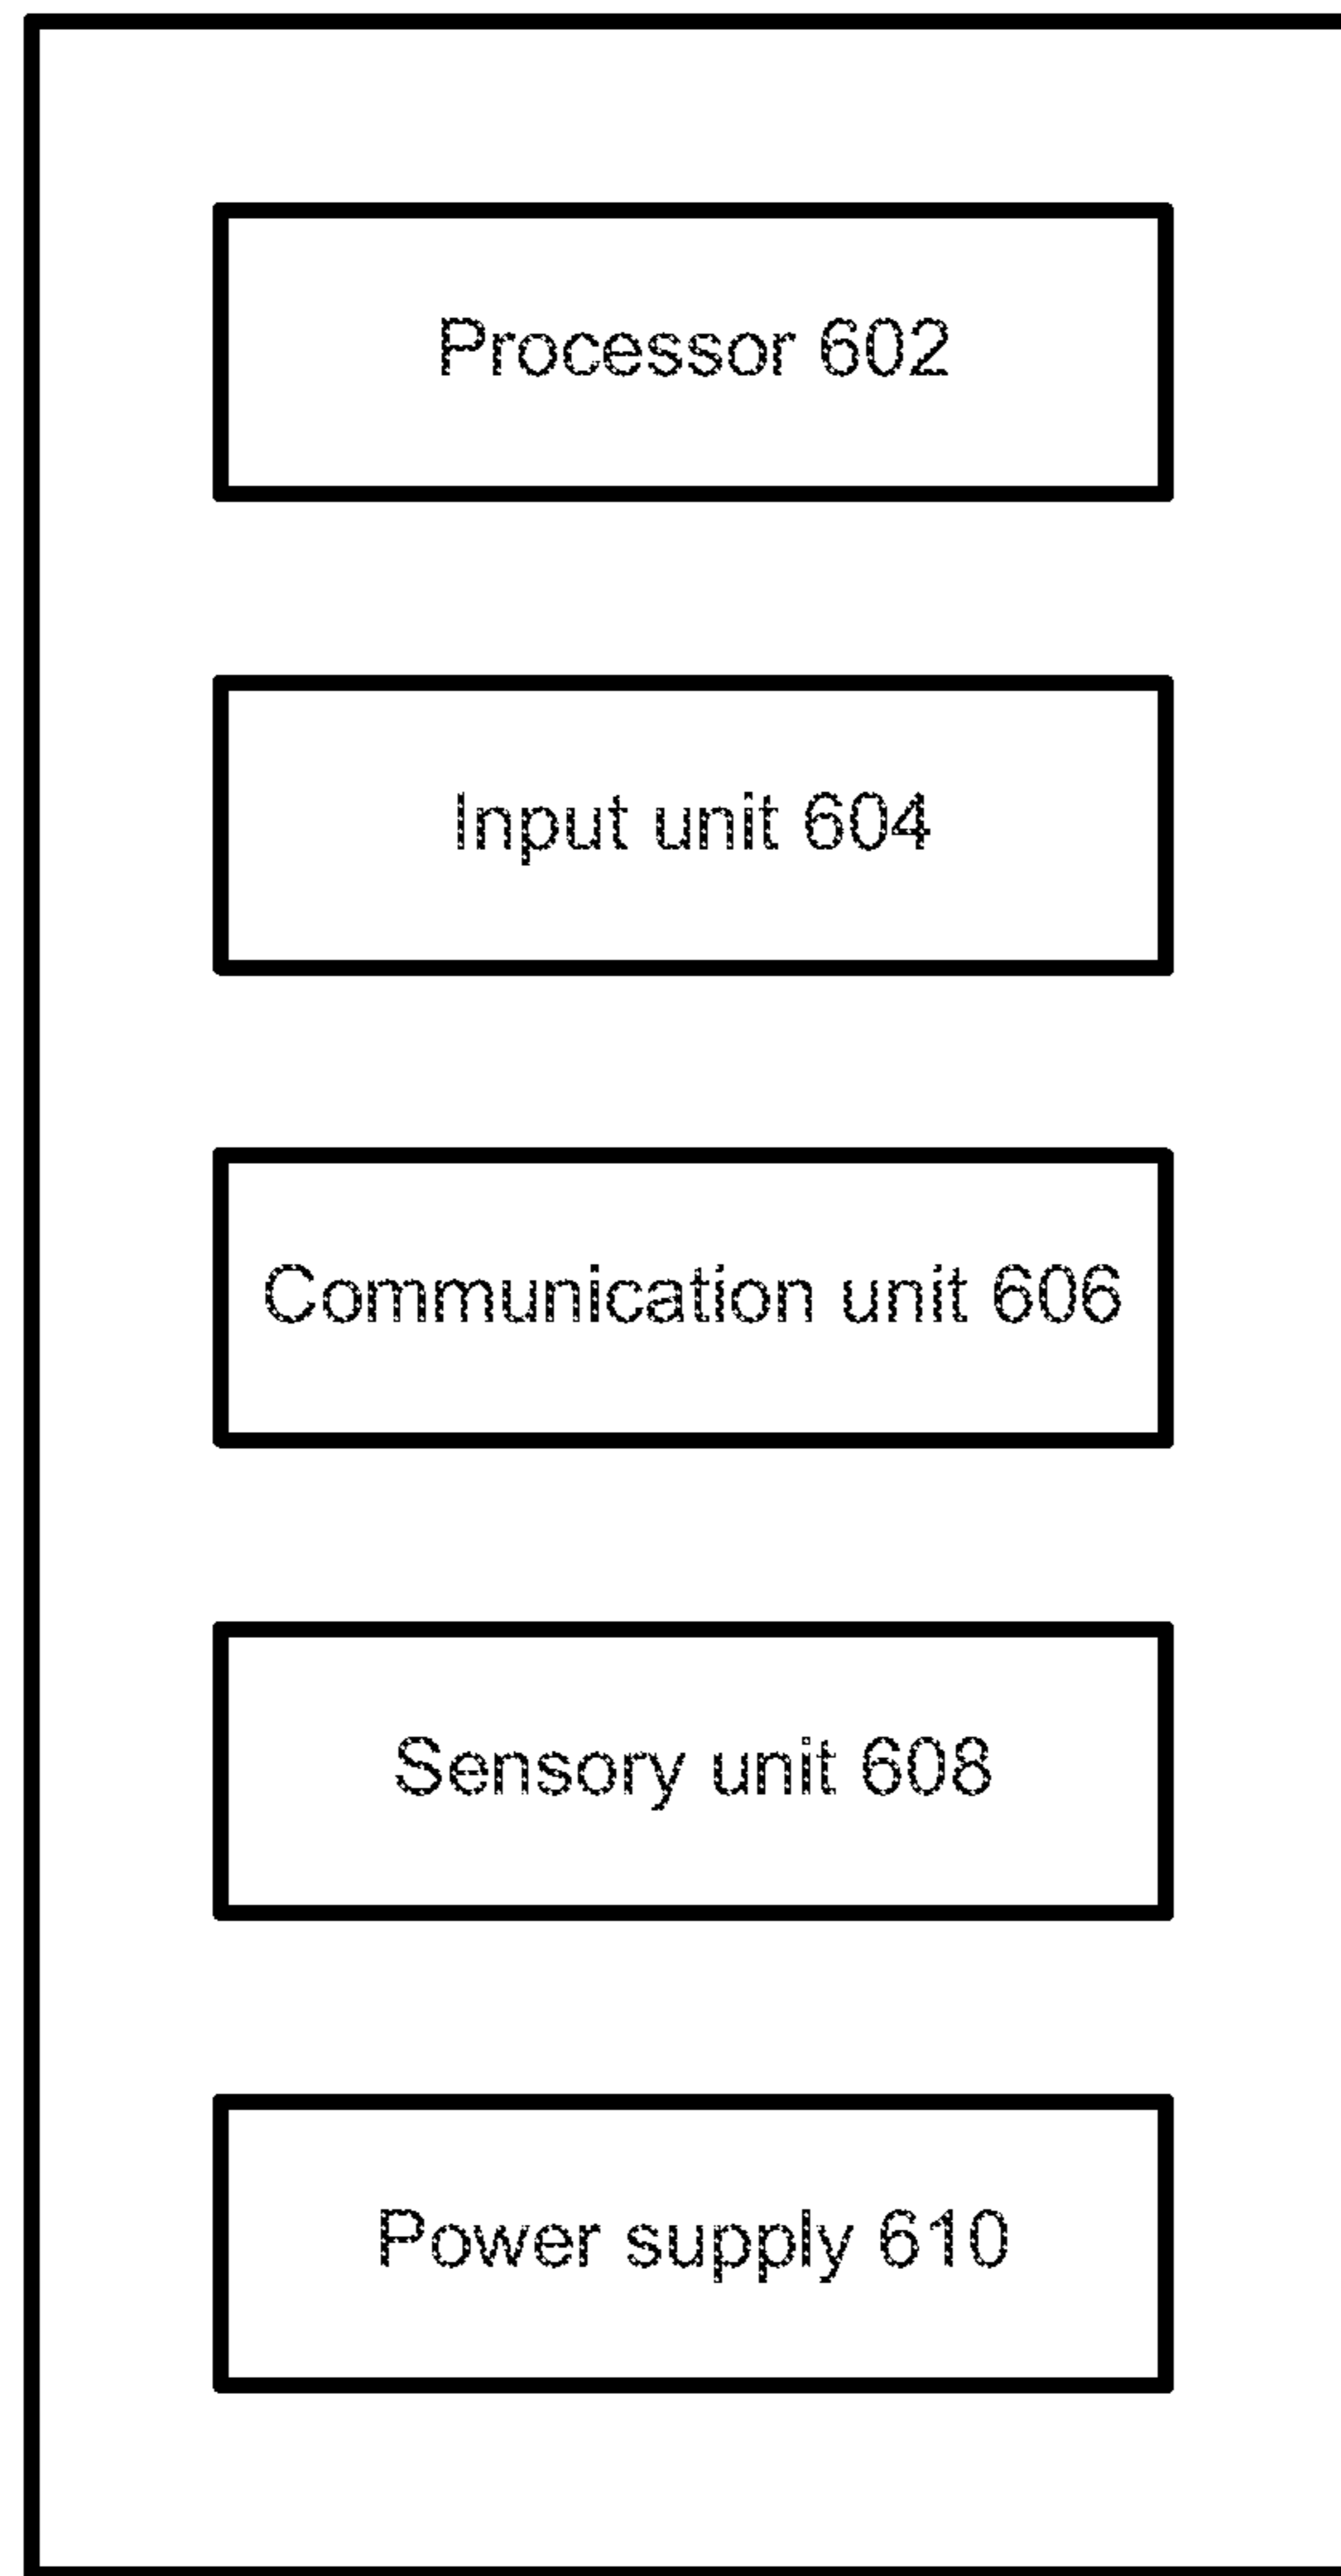 Processor 602
Input unit 604
Communication unit 606
Sensory unit 608
Power supply 610